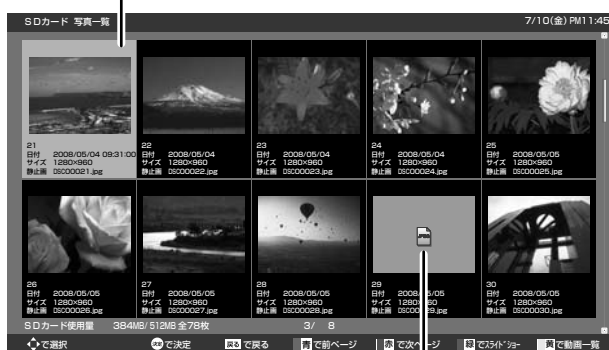 SDカード 写真一覧 7/10(金) PM11:45
21
日付 2008/05/04 09:31:00
サイズ 1280×960
静止画 DSC00021.jpg
22
日付 2008/05/04
サイズ 1280×960
静止画 DSC00022.jpg
23
日付 2008/05/04
サイズ 1280×960
静止画 DSC00023.jpg
24
日付 2008/05/04
サイズ 1280×960
静止画 DSC00024.jpg
25
日付 2008/05/05
サイズ 1280×960
静止画 DSC00025.jpg
26
日付 2008/05/05
サイズ 1280×960
静止画 DSC00026.jpg
27
日付 2008/05/05
サイズ 1280×960
静止画 DSC00027.jpg
28
日付 2008/05/05
サイズ 1280×960
静止画 DSC00028.jpg
JPEG
29
日付 2008/05/05
サイズ 1280×960
静止画 DSC00029.jpg
30
日付 2008/05/05
サイズ 1280×960
静止画 DSC00030.jpg
SDカード使用量 384MB/512MB 全78枚 3/ 8
で選択 決定 で決定 戻る で戻る 青 で前ページ 赤 で次ページ 緑 でスライドショー 黄 で動画一覧